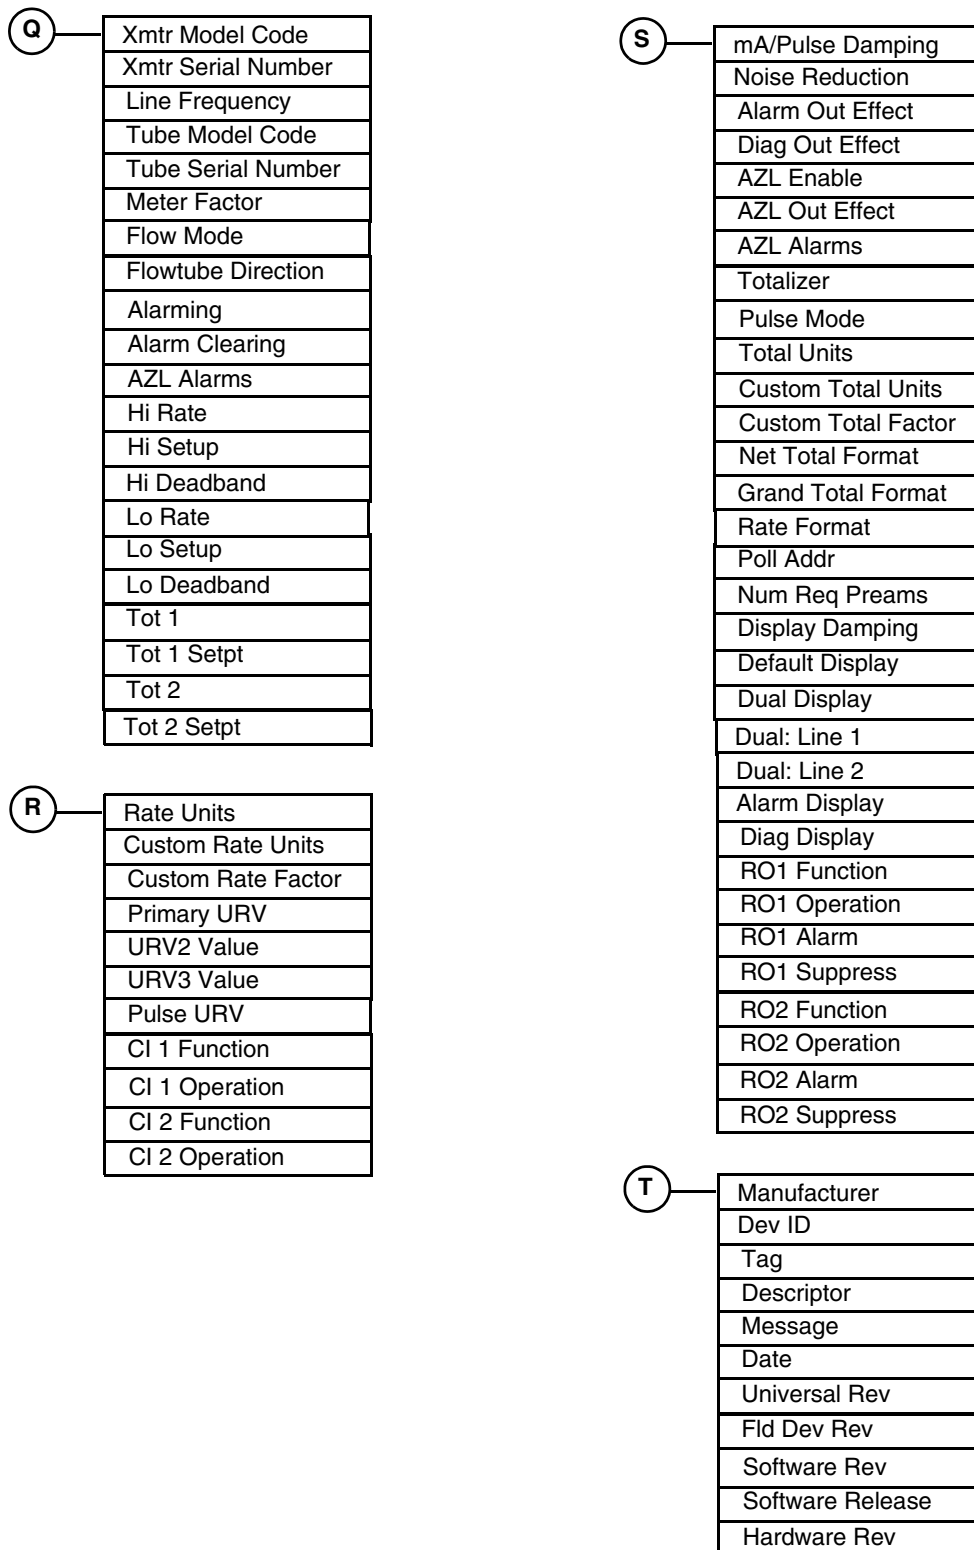 Q
Xmtr Model Code
Xmtr Serial Number
Line Frequency
Tube Model Code
Tube Serial Number
Meter Factor
Flow Mode
Flowtube Direction
Alarming
Alarm Clearing
AZL Alarms
Hi Rate
Hi Setup
Hi Deadband
Lo Rate
Lo Setup
Lo Deadband
Tot 1
Tot 1 Setpt
Tot 2
Tot 2 Setpt
R
Rate Units
Custom Rate Units
Custom Rate Factor
Primary URV
URV2 Value
URV3 Value
Pulse URV
CI 1 Function
CI 1 Operation
CI 2 Function
CI 2 Operation
S
mA/Pulse Damping
Noise Reduction
Alarm Out Effect
Diag Out Effect
AZL Enable
AZL Out Effect
AZL Alarms
Totalizer
Pulse Mode
Total Units
Custom Total Units
Custom Total Factor
Net Total Format
Grand Total Format
Rate Format
Poll Addr
Num Req Preams
Display Damping
Default Display
Dual Display
Dual: Line 1
Dual: Line 2
Alarm Display
Diag Display
RO1 Function
RO1 Operation
RO1 Alarm
RO1 Suppress
RO2 Function
RO2 Operation
RO2 Alarm
RO2 Suppress
T
Manufacturer
Dev ID
Tag
Descriptor
Message
Date
Universal Rev
Fld Dev Rev
Software Rev
Software Release
Hardware Rev